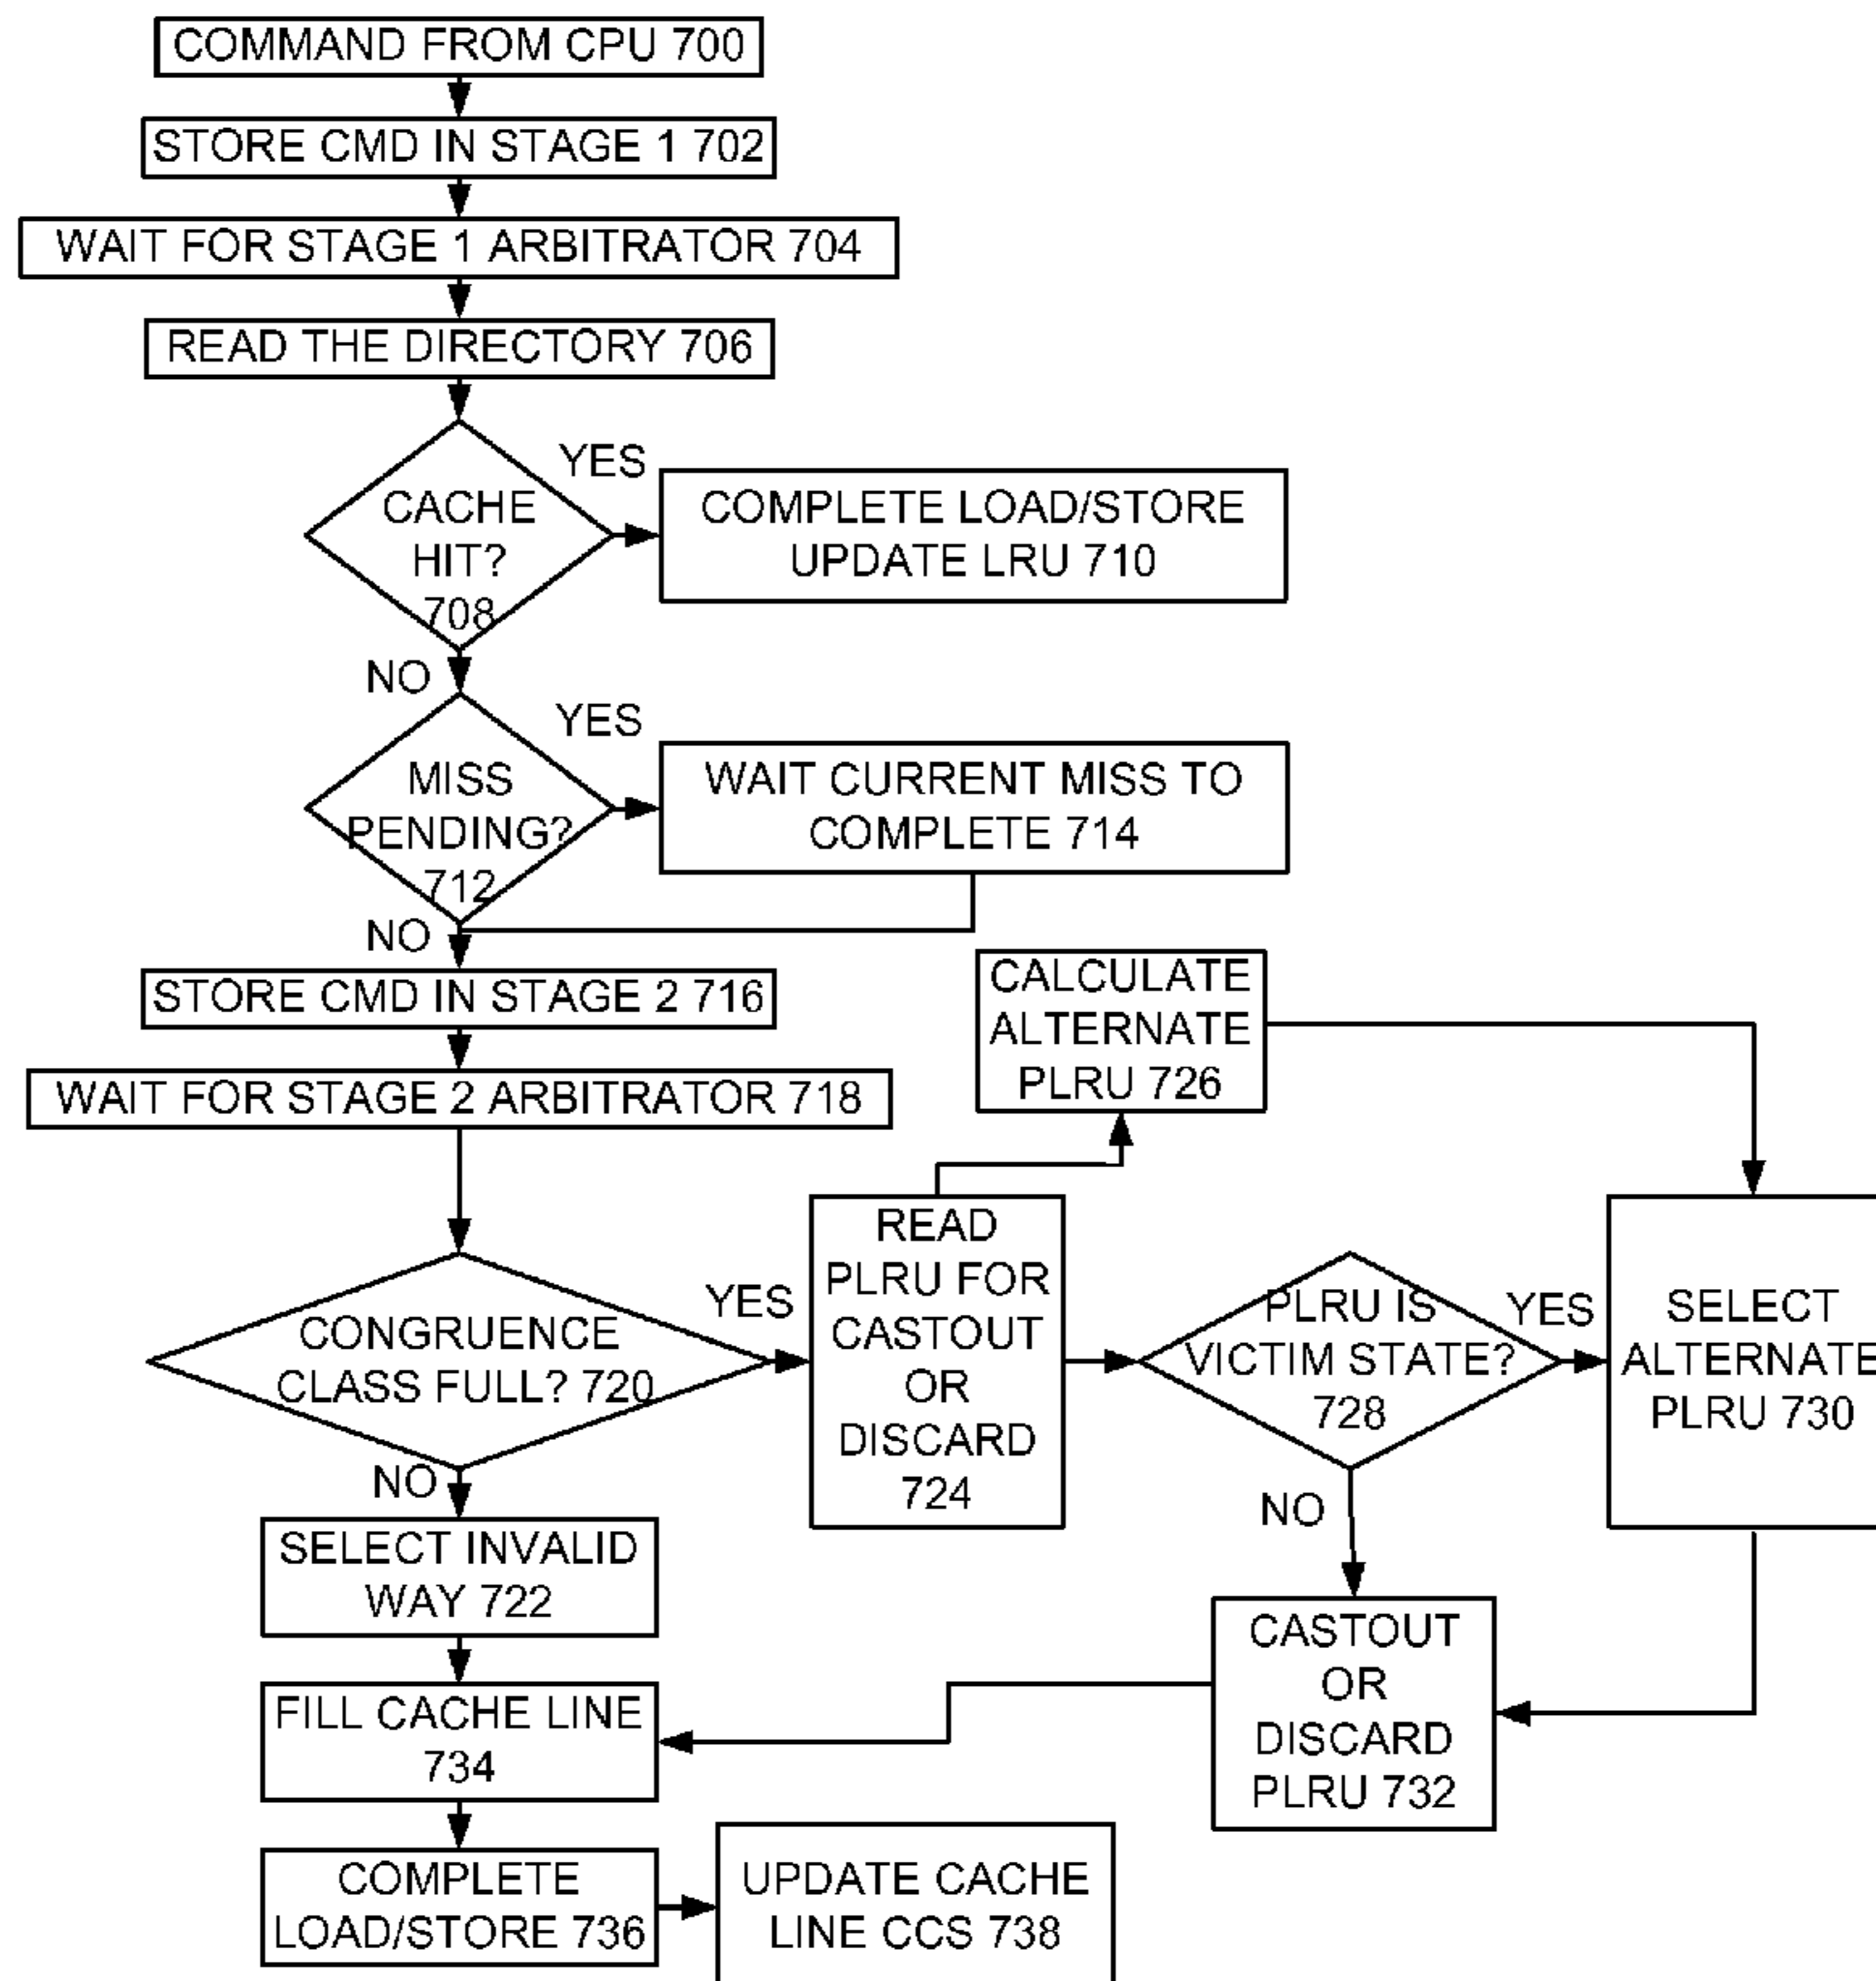 COMMAND FROM CPU 700
STORE CMD IN STAGE 1 702
WAIT FOR STAGE 1 ARBITRATOR 704
READ THE DIRECTORY 706
CACHE
HIT?
708
YES
COMPLETE LOAD/STORE
UPDATE LRU 710
NO
MISS
PENDING?
712
YES
WAIT CURRENT MISS TO
COMPLETE 714
NO
STORE CMD IN STAGE 2 716
WAIT FOR STAGE 2 ARBITRATOR 718
CALCULATE
ALTERNATE
PLRU 726
CONGRUENCE
CLASS FULL? 720
YES
READ
PLRU FOR
CASTOUT
OR
DISCARD
724
PLRU IS
VICTIM STATE?
728
YES
SELECT
ALTERNATE
PLRU 730
NO
NO
SELECT INVALID
WAY 722
CASTOUT
OR
DISCARD
PLRU 732
FILL CACHE LINE
734
COMPLETE
LOAD/STORE 736
UPDATE CACHE
LINE CCS 738